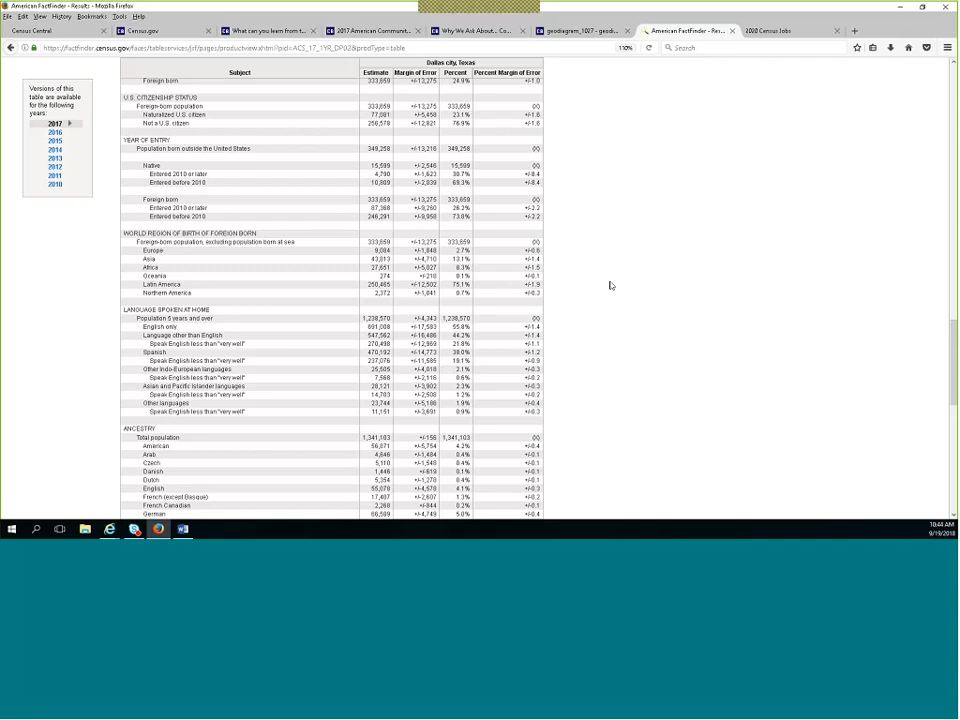 American FactFinder - Results - Mozilla Firefox
File Edit View History Bookmarks Tools Help
Census Central × Census.gov × What can you learn from t... × 2017 American Communit... × Why We Ask About... Co... × geodiagram_1027 - geodi... × American FactFinder - Res... × 2020 Census Jobs × +
https://factfinder.census.gov/faces/tableservices/jsf/pages/productview.xhtml?pid=ACS_17_1YR_DP02&prodType=table 110% Search
Versions of this table are available for the following years:
2017
2016
2015
2014
2013
2012
2011
2010
Dallas city, Texas
Subject Estimate Margin of Error Percent Percent Margin of Error
Foreign born 333,659 +/-13,275 24.9% +/-1.0
U.S. CITIZENSHIP STATUS
Foreign-born population 333,659 +/-13,275 333,659 (X)
Naturalized U.S. citizen 77,081 +/-5,458 23.1% +/-1.6
Not a U.S. citizen 256,578 +/-12,821 76.9% +/-1.6
YEAR OF ENTRY
Population born outside the United States 349,258 +/-13,216 349,258 (X)
Native 15,599 +/-2,546 15,599 (X)
Entered 2010 or later 4,790 +/-1,623 30.7% +/-8.4
Entered before 2010 10,809 +/-2,039 69.3% +/-8.4
Foreign born 333,659 +/-13,275 333,659 (X)
Entered 2010 or later 87,368 +/-9,260 26.2% +/-2.2
Entered before 2010 246,291 +/-9,958 73.8% +/-2.2
WORLD REGION OF BIRTH OF FOREIGN BORN
Foreign-born population, excluding population born at sea 333,659 +/-13,275 333,659 (X)
Europe 9,084 +/-1,848 2.7% +/-0.6
Asia 43,813 +/-4,710 13.1% +/-1.4
Africa 27,651 +/-5,027 8.3% +/-1.5
Oceania 274 +/-218 0.1% +/-0.1
Latin America 250,465 +/-12,502 75.1% +/-1.9
Northern America 2,372 +/-1,041 0.7% +/-0.3
LANGUAGE SPOKEN AT HOME
Population 5 years and over 1,238,570 +/-4,343 1,238,570 (X)
English only 691,008 +/-17,583 55.8% +/-1.4
Language other than English 547,562 +/-16,486 44.2% +/-1.4
Speak English less than "very well" 270,498 +/-12,969 21.8% +/-1.1
Spanish 470,192 +/-14,773 38.0% +/-1.2
Speak English less than "very well" 237,076 +/-11,585 19.1% +/-0.9
Other Indo-European languages 25,505 +/-4,018 2.1% +/-0.3
Speak English less than "very well" 7,568 +/-2,116 0.6% +/-0.2
Asian and Pacific Islander languages 28,121 +/-3,902 2.3% +/-0.3
Speak English less than "very well" 14,703 +/-2,508 1.2% +/-0.2
Other languages 23,744 +/-5,186 1.9% +/-0.4
Speak English less than "very well" 11,151 +/-3,691 0.9% +/-0.3
ANCESTRY
Total population 1,341,103 +/-156 1,341,103 (X)
American 56,871 +/-5,754 4.2% +/-0.4
Arab 4,846 +/-1,484 0.4% +/-0.1
Czech 5,110 +/-1,548 0.4% +/-0.1
Danish 1,446 +/-619 0.1% +/-0.1
Dutch 5,354 +/-1,278 0.4% +/-0.1
English 55,078 +/-4,578 4.1% +/-0.3
French (except Basque) 17,407 +/-2,607 1.3% +/-0.2
French Canadian 2,268 +/-844 0.2% +/-0.1
German 66,589 +/-4,749 5.0% +/-0.4
10:44 AM
9/19/2018